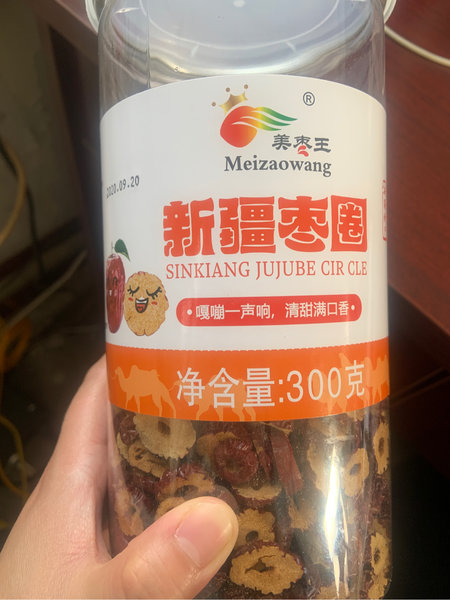 ®
美枣王
Meizaowang
2020.09.20
新疆枣圈
SINKIANG JUJUBE CIR CLE
嘎嘣一声响，清甜满口香
净含量:300克